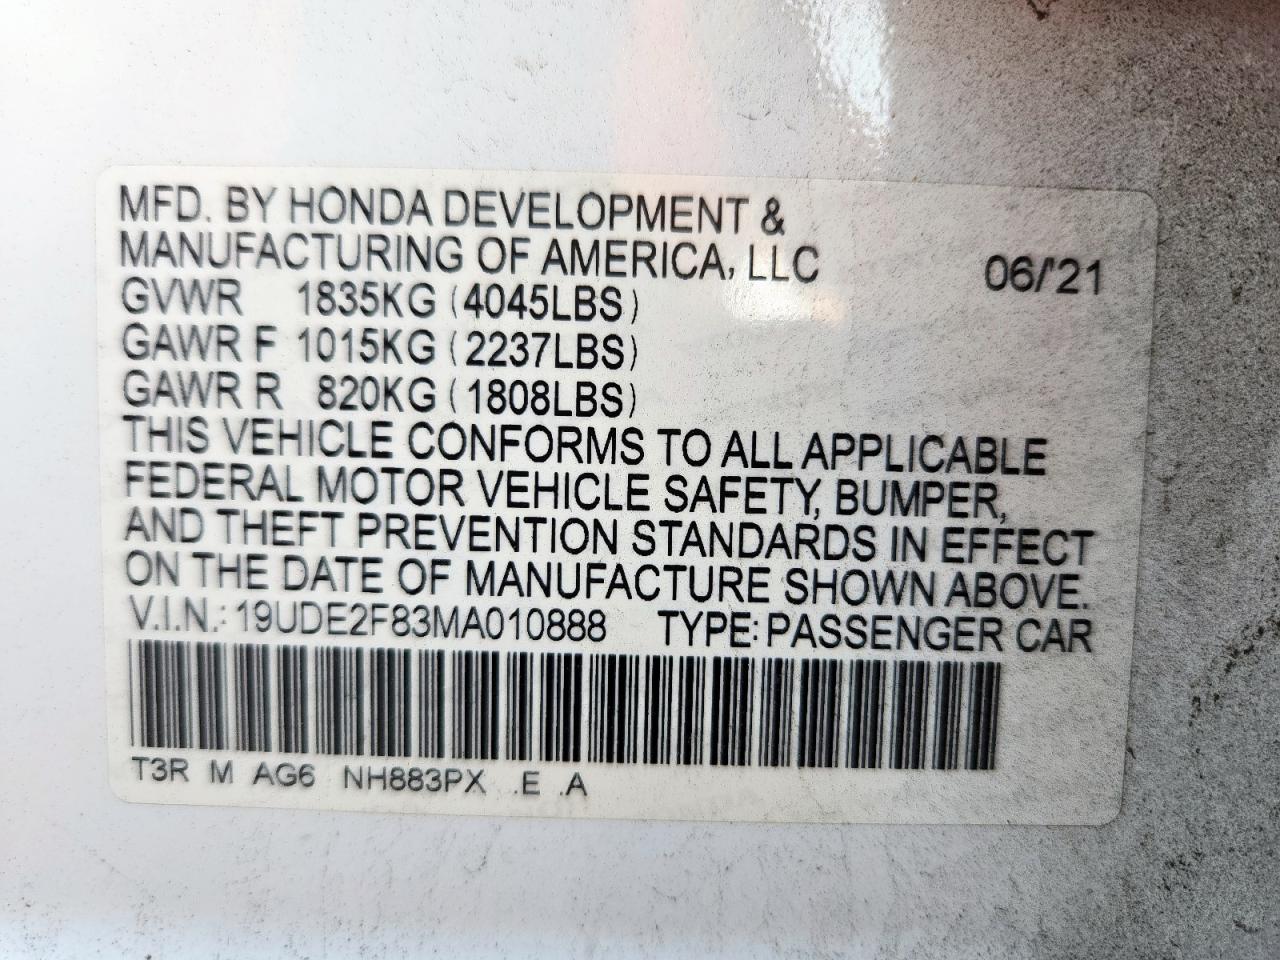 MFD. BY HONDA DEVELOPMENT &
MANUFACTURING OF AMERICA, LLC 06/'21
GVWR 1835KG (4045LBS)
GAWR F 1015KG (2237LBS)
GAWR R 820KG (1808LBS)
THIS VEHICLE CONFORMS TO ALL APPLICABLE
FEDERAL MOTOR VEHICLE SAFETY, BUMPER,
AND THEFT PREVENTION STANDARDS IN EFFECT
ON THE DATE OF MANUFACTURE SHOWN ABOVE.
V.I.N.: 19UDE2F83MA010888 TYPE: PASSENGER CAR
T3R M AG6 NH883PX .E .A